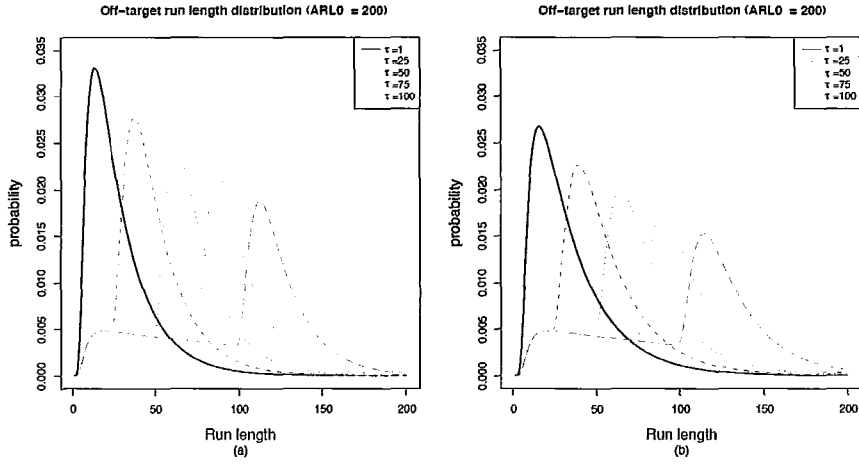 Off-target run length distribution (ARL0 = 200)
τ =1
τ =25
τ =50
τ =75
τ =100
probability
0.035
0.030
0.025
0.020
0.015
0.010
0.005
0.000
0
50
100
150
200
Run length
(a)
Off-target run length distribution (ARL0 = 200)
τ =1
τ =25
τ =50
τ =75
τ =100
probability
0.035
0.030
0.025
0.020
0.015
0.010
0.005
0.000
0
50
100
150
200
Run length
(b)